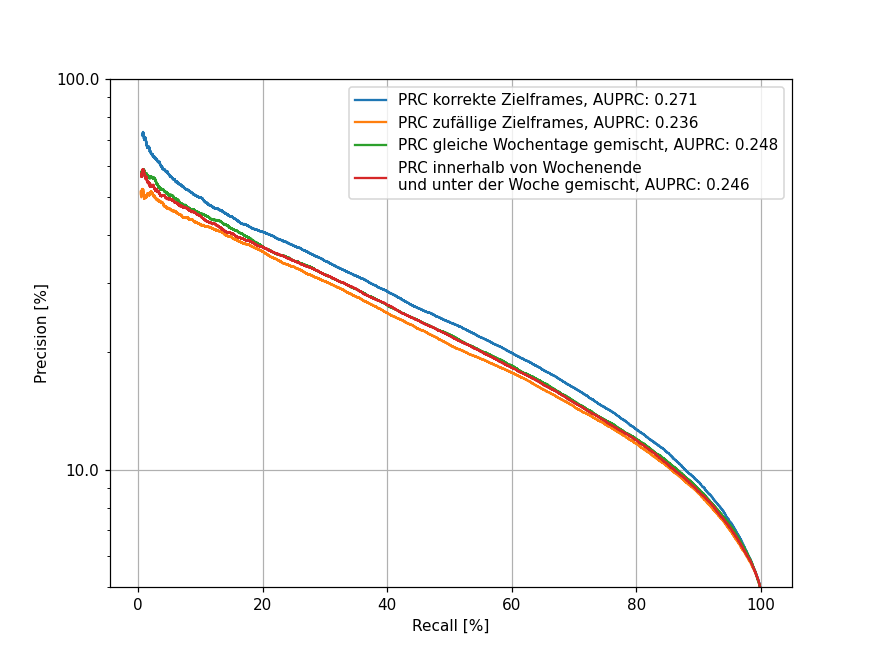 100.0
10.0
Precision [%]
PRC korrekte Zielframes, AUPRC: 0.271
PRC zufällige Zielframes, AUPRC: 0.236
PRC gleiche Wochentage gemischt, AUPRC: 0.248
PRC innerhalb von Wochenende
und unter der Woche gemischt, AUPRC: 0.246
0 20 40 60 80 100
Recall [%]